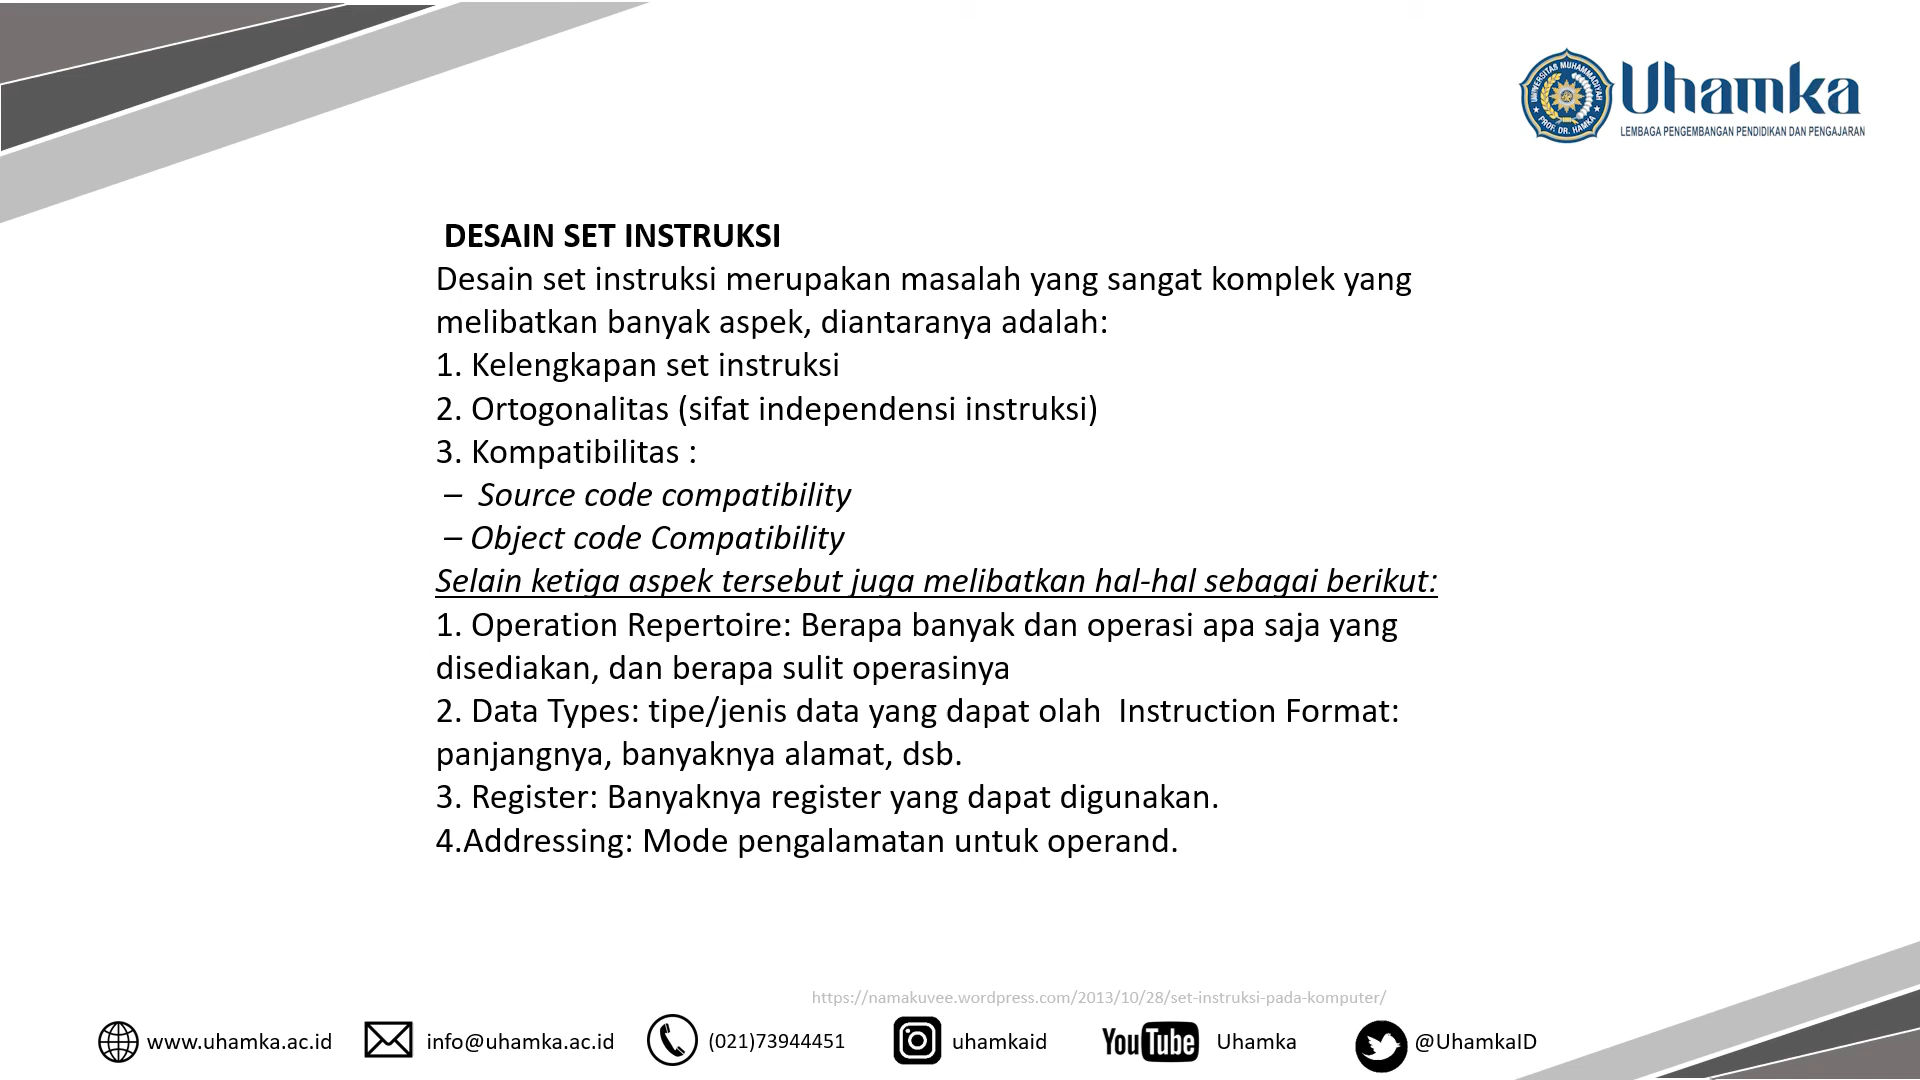 UNIVERSITAS MUHAMMADIYAH
PROF. DR. HAMKA
Uhamka
LEMBAGA PENGEMBANGAN PENDIDIKAN DAN PENGAJARAN
DESAIN SET INSTRUKSI
Desain set instruksi merupakan masalah yang sangat komplek yang
melibatkan banyak aspek, diantaranya adalah:
1. Kelengkapan set instruksi
2. Ortogonalitas (sifat independensi instruksi)
3. Kompatibilitas :
– Source code compatibility
– Object code Compatibility
Selain ketiga aspek tersebut juga melibatkan hal-hal sebagai berikut:
1. Operation Repertoire: Berapa banyak dan operasi apa saja yang
disediakan, dan berapa sulit operasinya
2. Data Types: tipe/jenis data yang dapat olah  Instruction Format:
panjangnya, banyaknya alamat, dsb.
3. Register: Banyaknya register yang dapat digunakan.
4.Addressing: Mode pengalamatan untuk operand.
https://namakuvee.wordpress.com/2013/10/28/set-instruksi-pada-komputer/
www.uhamka.ac.id info@uhamka.ac.id (021)73944451 uhamkaid YouTube Uhamka @UhamkaID